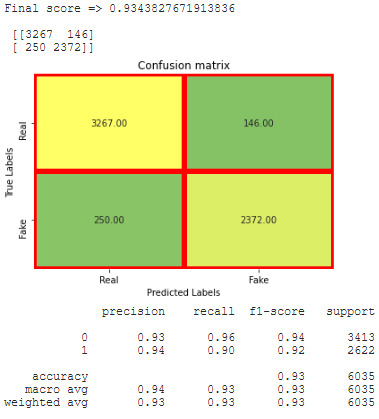 Final score => 0.9343827671913836
[[3267 146]
[ 250 2372]]
Confusion matrix
Real
3267.00
146.00
True Labels
Fake
250.00
2372.00
Real
Fake
Predicted Labels
precision recall f1-score support
0 0.93 0.96 0.94 3413
1 0.94 0.90 0.92 2622
accuracy 0.93 6035
macro avg 0.94 0.93 0.93 6035
weighted avg 0.93 0.93 0.93 6035